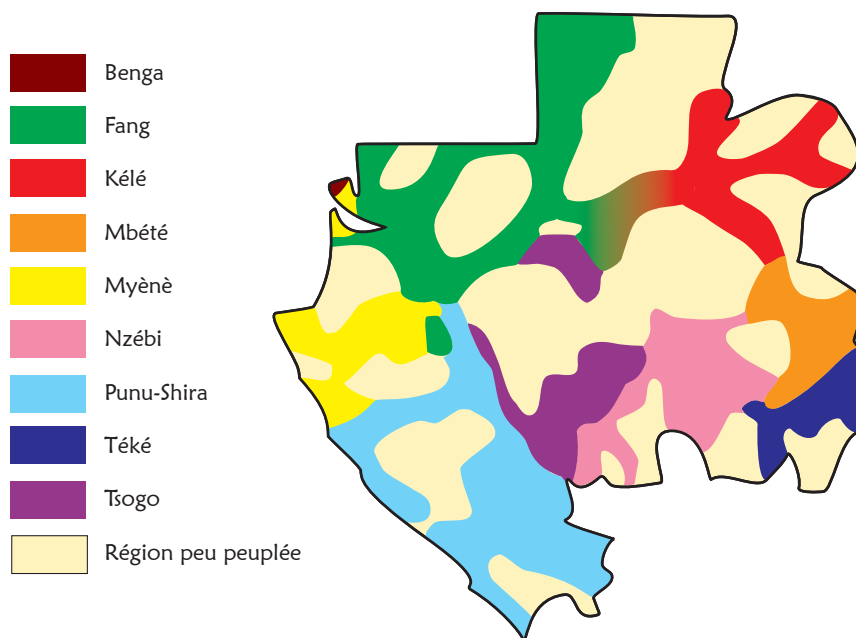 Benga
Fang
Kélé
Mbété
Myènè
Nzébi
Punu-Shira
Téké
Tsogo
Région peu peuplée